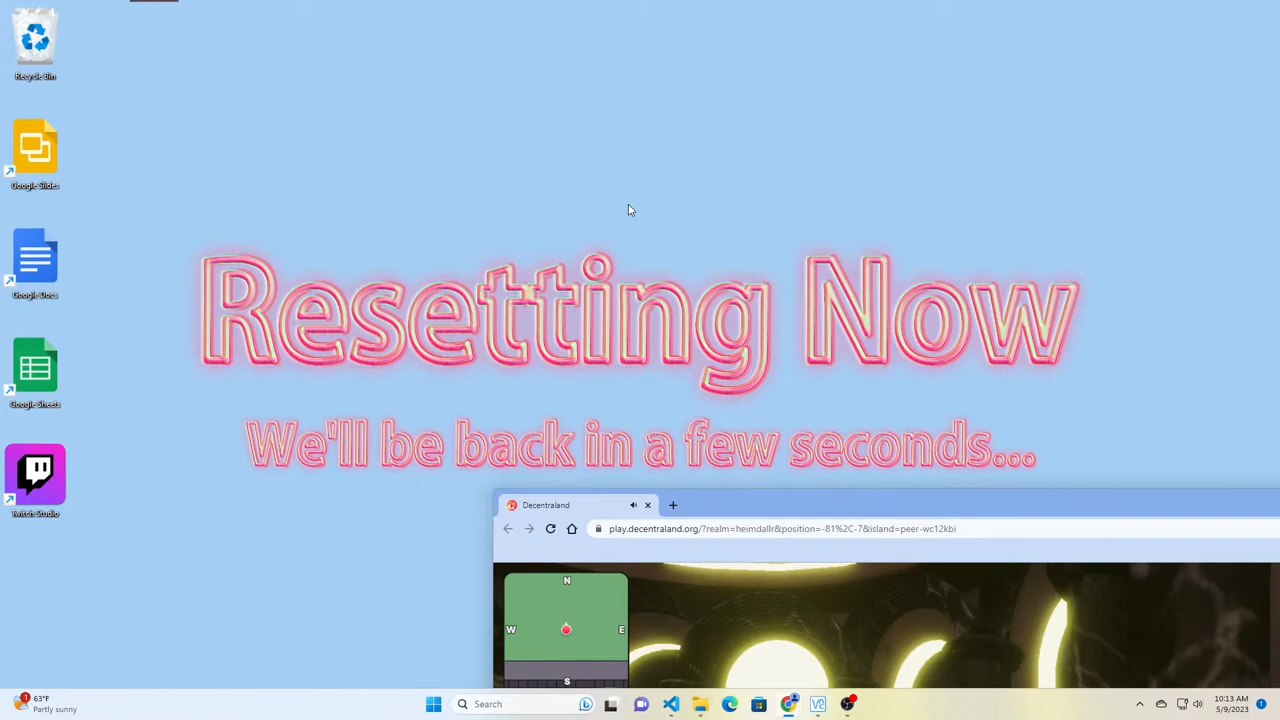 Recycle Bin
Google Slides
Google Docs
Google Sheets
Twitch Studio
Resetting Now
We'll be back in a few seconds...
Decentraland
play.decentraland.org/?realm=heimdallr&position=-81%2C-7&island=peer-wc12kbi
N
W E
S
1
63°F
Partly sunny
Search
10:13 AM
5/9/2023
1